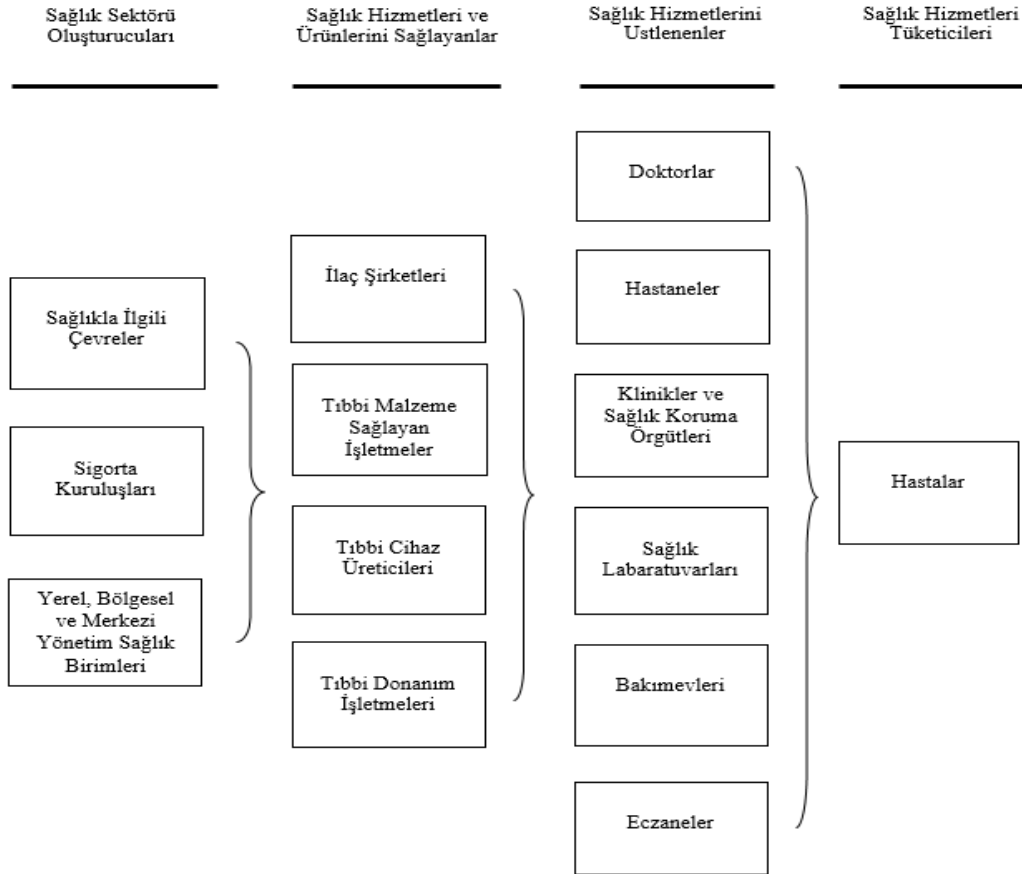 Sağlık Sektörü
Oluşturucuları
Sağlık Hizmetleri ve
Ürünlerini Sağlayanlar
Sağlık Hizmetlerini
Ustlenenler
Sağlık Hizmetleri
Tüketicileri
Sağlıkla İlgili
Çevreler
Sigorta
Kuruluşları
Yerel, Bölgesel
ve Merkezi
Yönetim Sağlık
Birimleri
İlaç Şirketleri
Tıbbi Malzeme
Sağlayan
İşletmeler
Tıbbi Cihaz
Üreticileri
Tıbbi Donanım
İşletmeleri
Doktorlar
Hastaneler
Klinikler ve
Sağlık Koruma
Örgütleri
Sağlık
Labaratuvarları
Bakımevleri
Eczaneler
Hastalar